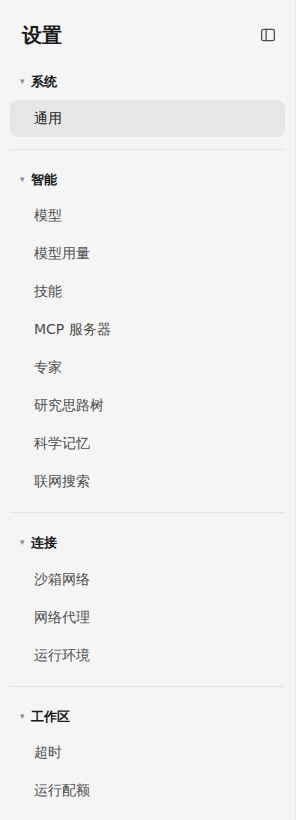 设置
系统
通用
智能
模型
模型用量
技能
MCP 服务器
专家
研究思路树
科学记忆
联网搜索
连接
沙箱网络
网络代理
运行环境
工作区
超时
运行配额